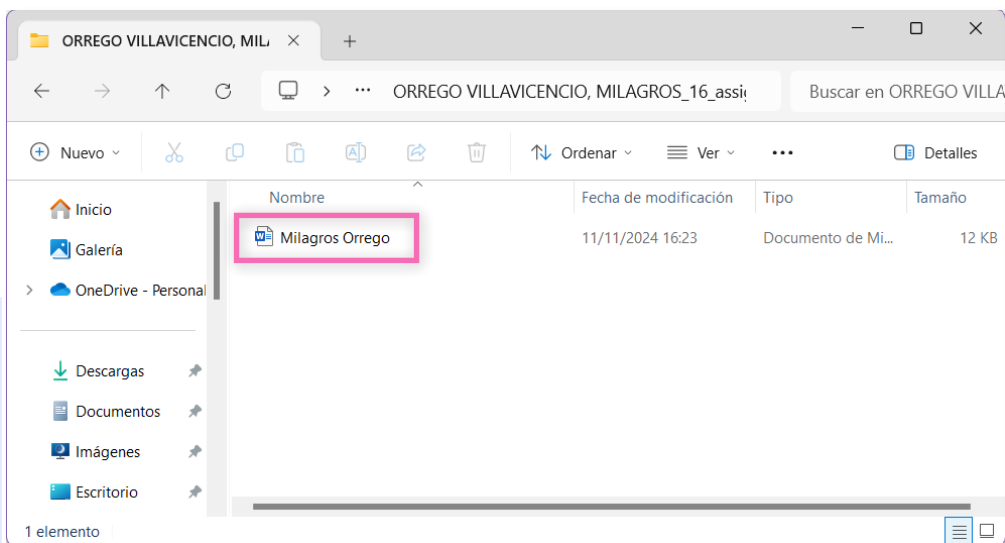 ORREGO VILLAVICENCIO, MIL
ORREGO VILLAVICENCIO, MILAGROS_16_assi
Buscar en ORREGO VILLA
Nuevo
Ordenar
Ver
Detalles
Inicio
Galería
OneDrive - Personal
Descargas
Documentos
Imágenes
Escritorio
Nombre
Fecha de modificación
Tipo
Tamaño
Milagros Orrego
11/11/2024 16:23
Documento de Mi...
12 KB
1 elemento